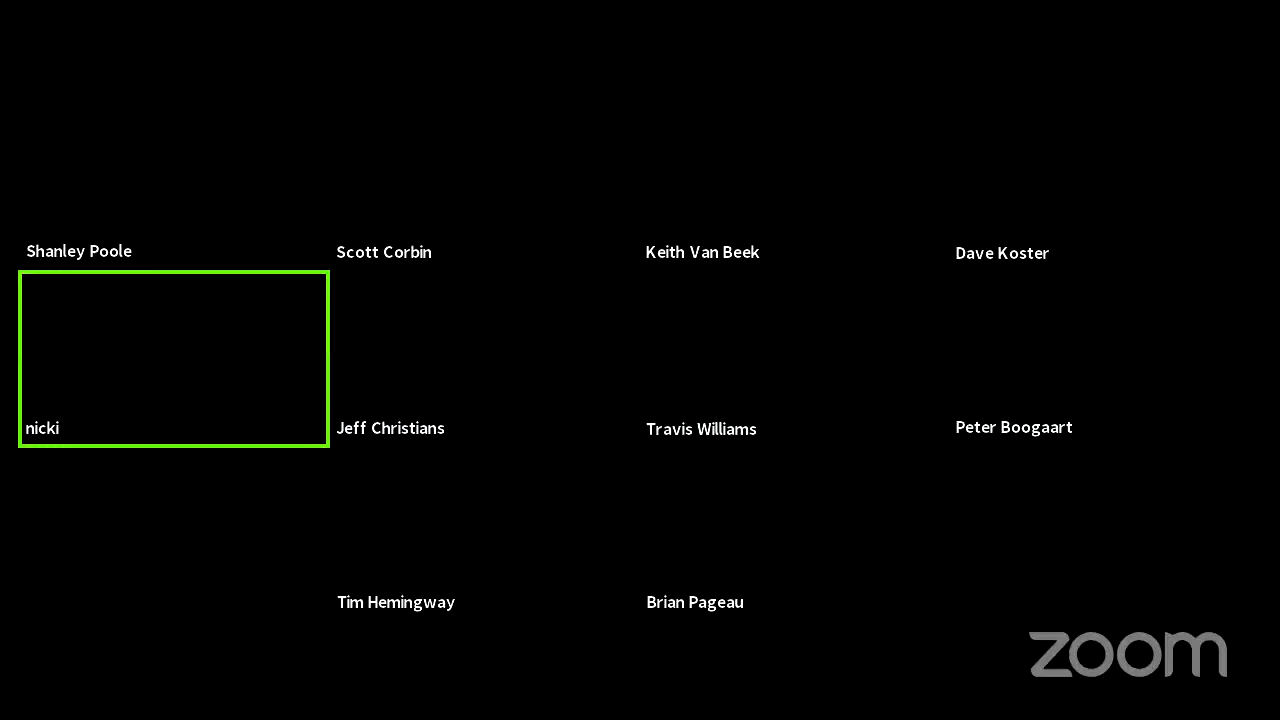 Shanley Poole
Scott Corbin
Keith Van Beek
Dave Koster
nicki
Jeff Christians
Travis Williams
Peter Boogaart
Tim Hemingway
Brian Pageau
zoom